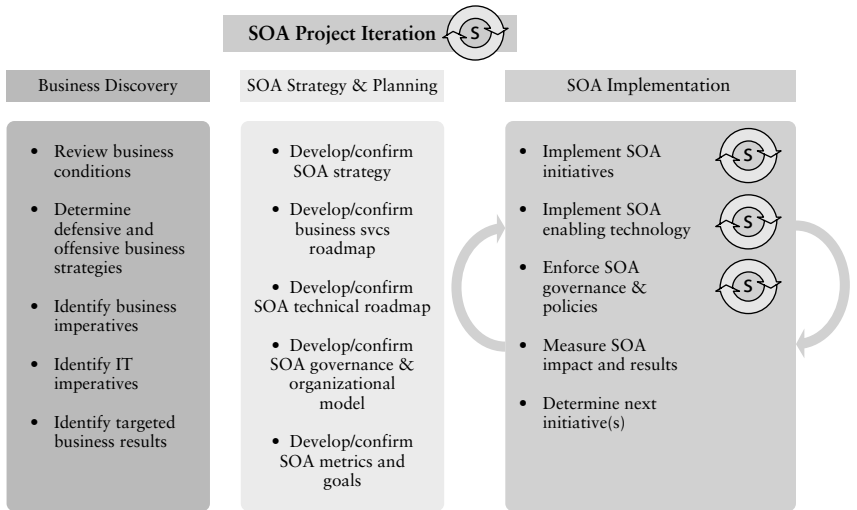 SOA Project Iteration S
Business Discovery
SOA Strategy & Planning
SOA Implementation
• Review business
conditions
• Determine
defensive and
offensive business
strategies
• Identify business
imperatives
• Identify IT
imperatives
• Identify targeted
business results
• Develop/confirm
SOA strategy
• Develop/confirm
business svcs
roadmap
• Develop/confirm
SOA technical roadmap
• Develop/confirm
SOA governance &
organizational
model
• Develop/confirm
SOA metrics and
goals
• Implement SOA
initiatives
S
• Implement SOA
enabling technology
S
• Enforce SOA
governance &
policies
S
• Measure SOA
impact and results
• Determine next
initiative(s)